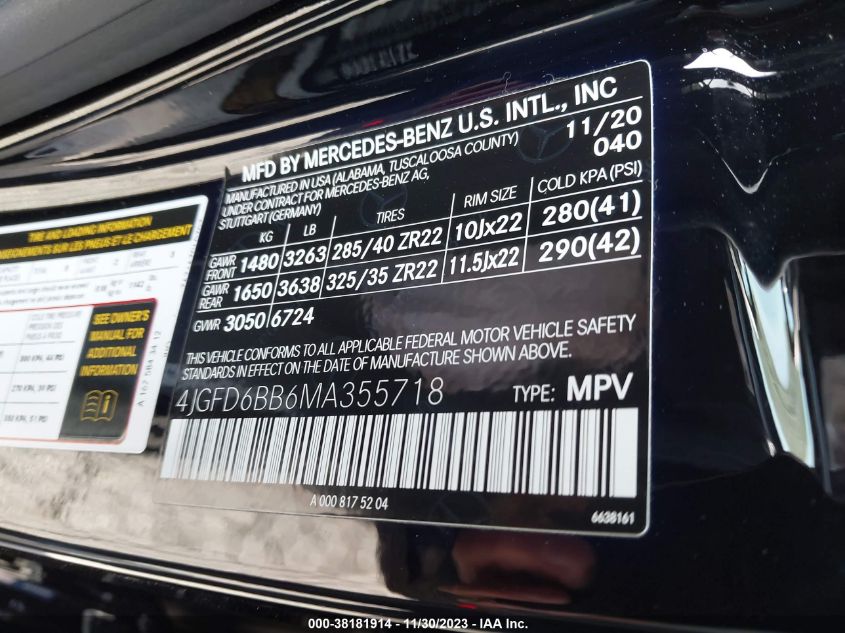 MFD BY MERCEDES-BENZ U.S. INTL., INC
MANUFACTURED IN USA (ALABAMA, TUSCALOOSA COUNTY) 11/20
UNDER CONTRACT FOR MERCEDES-BENZ AG, 040
STUTTGART (GERMANY)
KG LB TIRES RIM SIZE COLD KPA (PSI)
GAWR FRONT 1480 3263 285/40 ZR22 10Jx22 280(41)
GAWR REAR 1650 3638 325/35 ZR22 11.5Jx22 290(42)
GVWR 3050 6724
THIS VEHICLE CONFORMS TO ALL APPLICABLE FEDERAL MOTOR VEHICLE SAFETY
STANDARDS IN EFFECT ON THE DATE OF MANUFACTURE SHOWN ABOVE.
4JGFD6BB6MA355718 TYPE: MPV
A 000 817 52 04
6638161
TIRE AND LOADING INFORMATION
SEE OWNER'S
MANUAL FOR
ADDITIONAL
INFORMATION
A 167 584 34 12
000-38181914 - 11/30/2023 - IAA Inc.